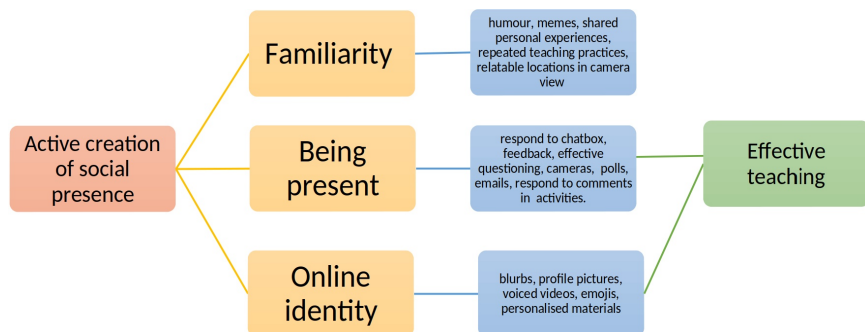 Active creation
of social
presence
Familiarity
humour, memes, shared
personal experiences,
repeated teaching practices,
relatable locations in camera
view
Being
present
respond to chatbox,
feedback, effective
questioning, cameras, polls,
emails, respond to comments
in activities.
Online
identity
blurbs, profile pictures,
voiced videos, emojis,
personalised materials
Effective
teaching